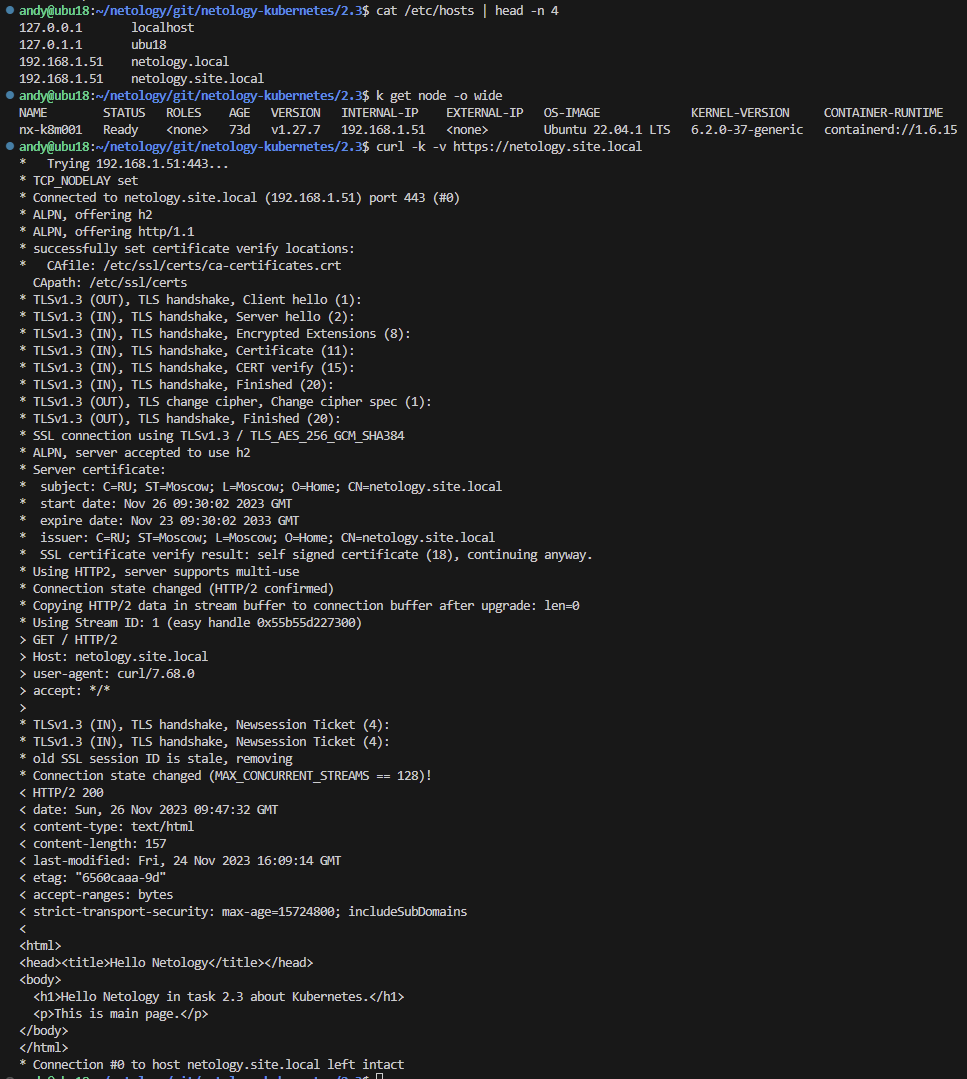 andy@ubu18:~/netology/git/netology-kubernetes/2.3$ cat /etc/hosts | head -n 4
127.0.0.1       localhost
127.0.1.1       ubu18
192.168.1.51    netology.local
192.168.1.51    netology.site.local
andy@ubu18:~/netology/git/netology-kubernetes/2.3$ k get node -o wide
NAME        STATUS   ROLES    AGE   VERSION   INTERNAL-IP    EXTERNAL-IP   OS-IMAGE             KERNEL-VERSION     CONTAINER-RUNTIME
nx-k8m001   Ready    <none>   73d   v1.27.7   192.168.1.51   <none>        Ubuntu 22.04.1 LTS   6.2.0-37-generic   containerd://1.6.15
andy@ubu18:~/netology/git/netology-kubernetes/2.3$ curl -k -v https://netology.site.local
*   Trying 192.168.1.51:443...
* TCP_NODELAY set
* Connected to netology.site.local (192.168.1.51) port 443 (#0)
* ALPN, offering h2
* ALPN, offering http/1.1
* successfully set certificate verify locations:
*   CAfile: /etc/ssl/certs/ca-certificates.crt
  CApath: /etc/ssl/certs
* TLSv1.3 (OUT), TLS handshake, Client hello (1):
* TLSv1.3 (IN), TLS handshake, Server hello (2):
* TLSv1.3 (IN), TLS handshake, Encrypted Extensions (8):
* TLSv1.3 (IN), TLS handshake, Certificate (11):
* TLSv1.3 (IN), TLS handshake, CERT verify (15):
* TLSv1.3 (IN), TLS handshake, Finished (20):
* TLSv1.3 (OUT), TLS change cipher, Change cipher spec (1):
* TLSv1.3 (OUT), TLS handshake, Finished (20):
* SSL connection using TLSv1.3 / TLS_AES_256_GCM_SHA384
* ALPN, server accepted to use h2
* Server certificate:
*  subject: C=RU; ST=Moscow; L=Moscow; O=Home; CN=netology.site.local
*  start date: Nov 26 09:30:02 2023 GMT
*  expire date: Nov 23 09:30:02 2033 GMT
*  issuer: C=RU; ST=Moscow; L=Moscow; O=Home; CN=netology.site.local
*  SSL certificate verify result: self signed certificate (18), continuing anyway.
* Using HTTP2, server supports multi-use
* Connection state changed (HTTP/2 confirmed)
* Copying HTTP/2 data in stream buffer to connection buffer after upgrade: len=0
* Using Stream ID: 1 (easy handle 0x55b55d227300)
> GET / HTTP/2
> Host: netology.site.local
> user-agent: curl/7.68.0
> accept: */*
>
* TLSv1.3 (IN), TLS handshake, Newsession Ticket (4):
* TLSv1.3 (IN), TLS handshake, Newsession Ticket (4):
* old SSL session ID is stale, removing
* Connection state changed (MAX_CONCURRENT_STREAMS == 128)!
< HTTP/2 200
< date: Sun, 26 Nov 2023 09:47:32 GMT
< content-type: text/html
< content-length: 157
< last-modified: Fri, 24 Nov 2023 16:09:14 GMT
< etag: "6560caaa-9d"
< accept-ranges: bytes
< strict-transport-security: max-age=15724800; includeSubDomains
<
<html>
<head><title>Hello Netology</title></head>
<body>
  <h1>Hello Netology in task 2.3 about Kubernetes.</h1>
  <p>This is main page.</p>
</body>
</html>
* Connection #0 to host netology.site.local left intact
andy@ubu18:~/netology/git/netology-kubernetes/2.3$